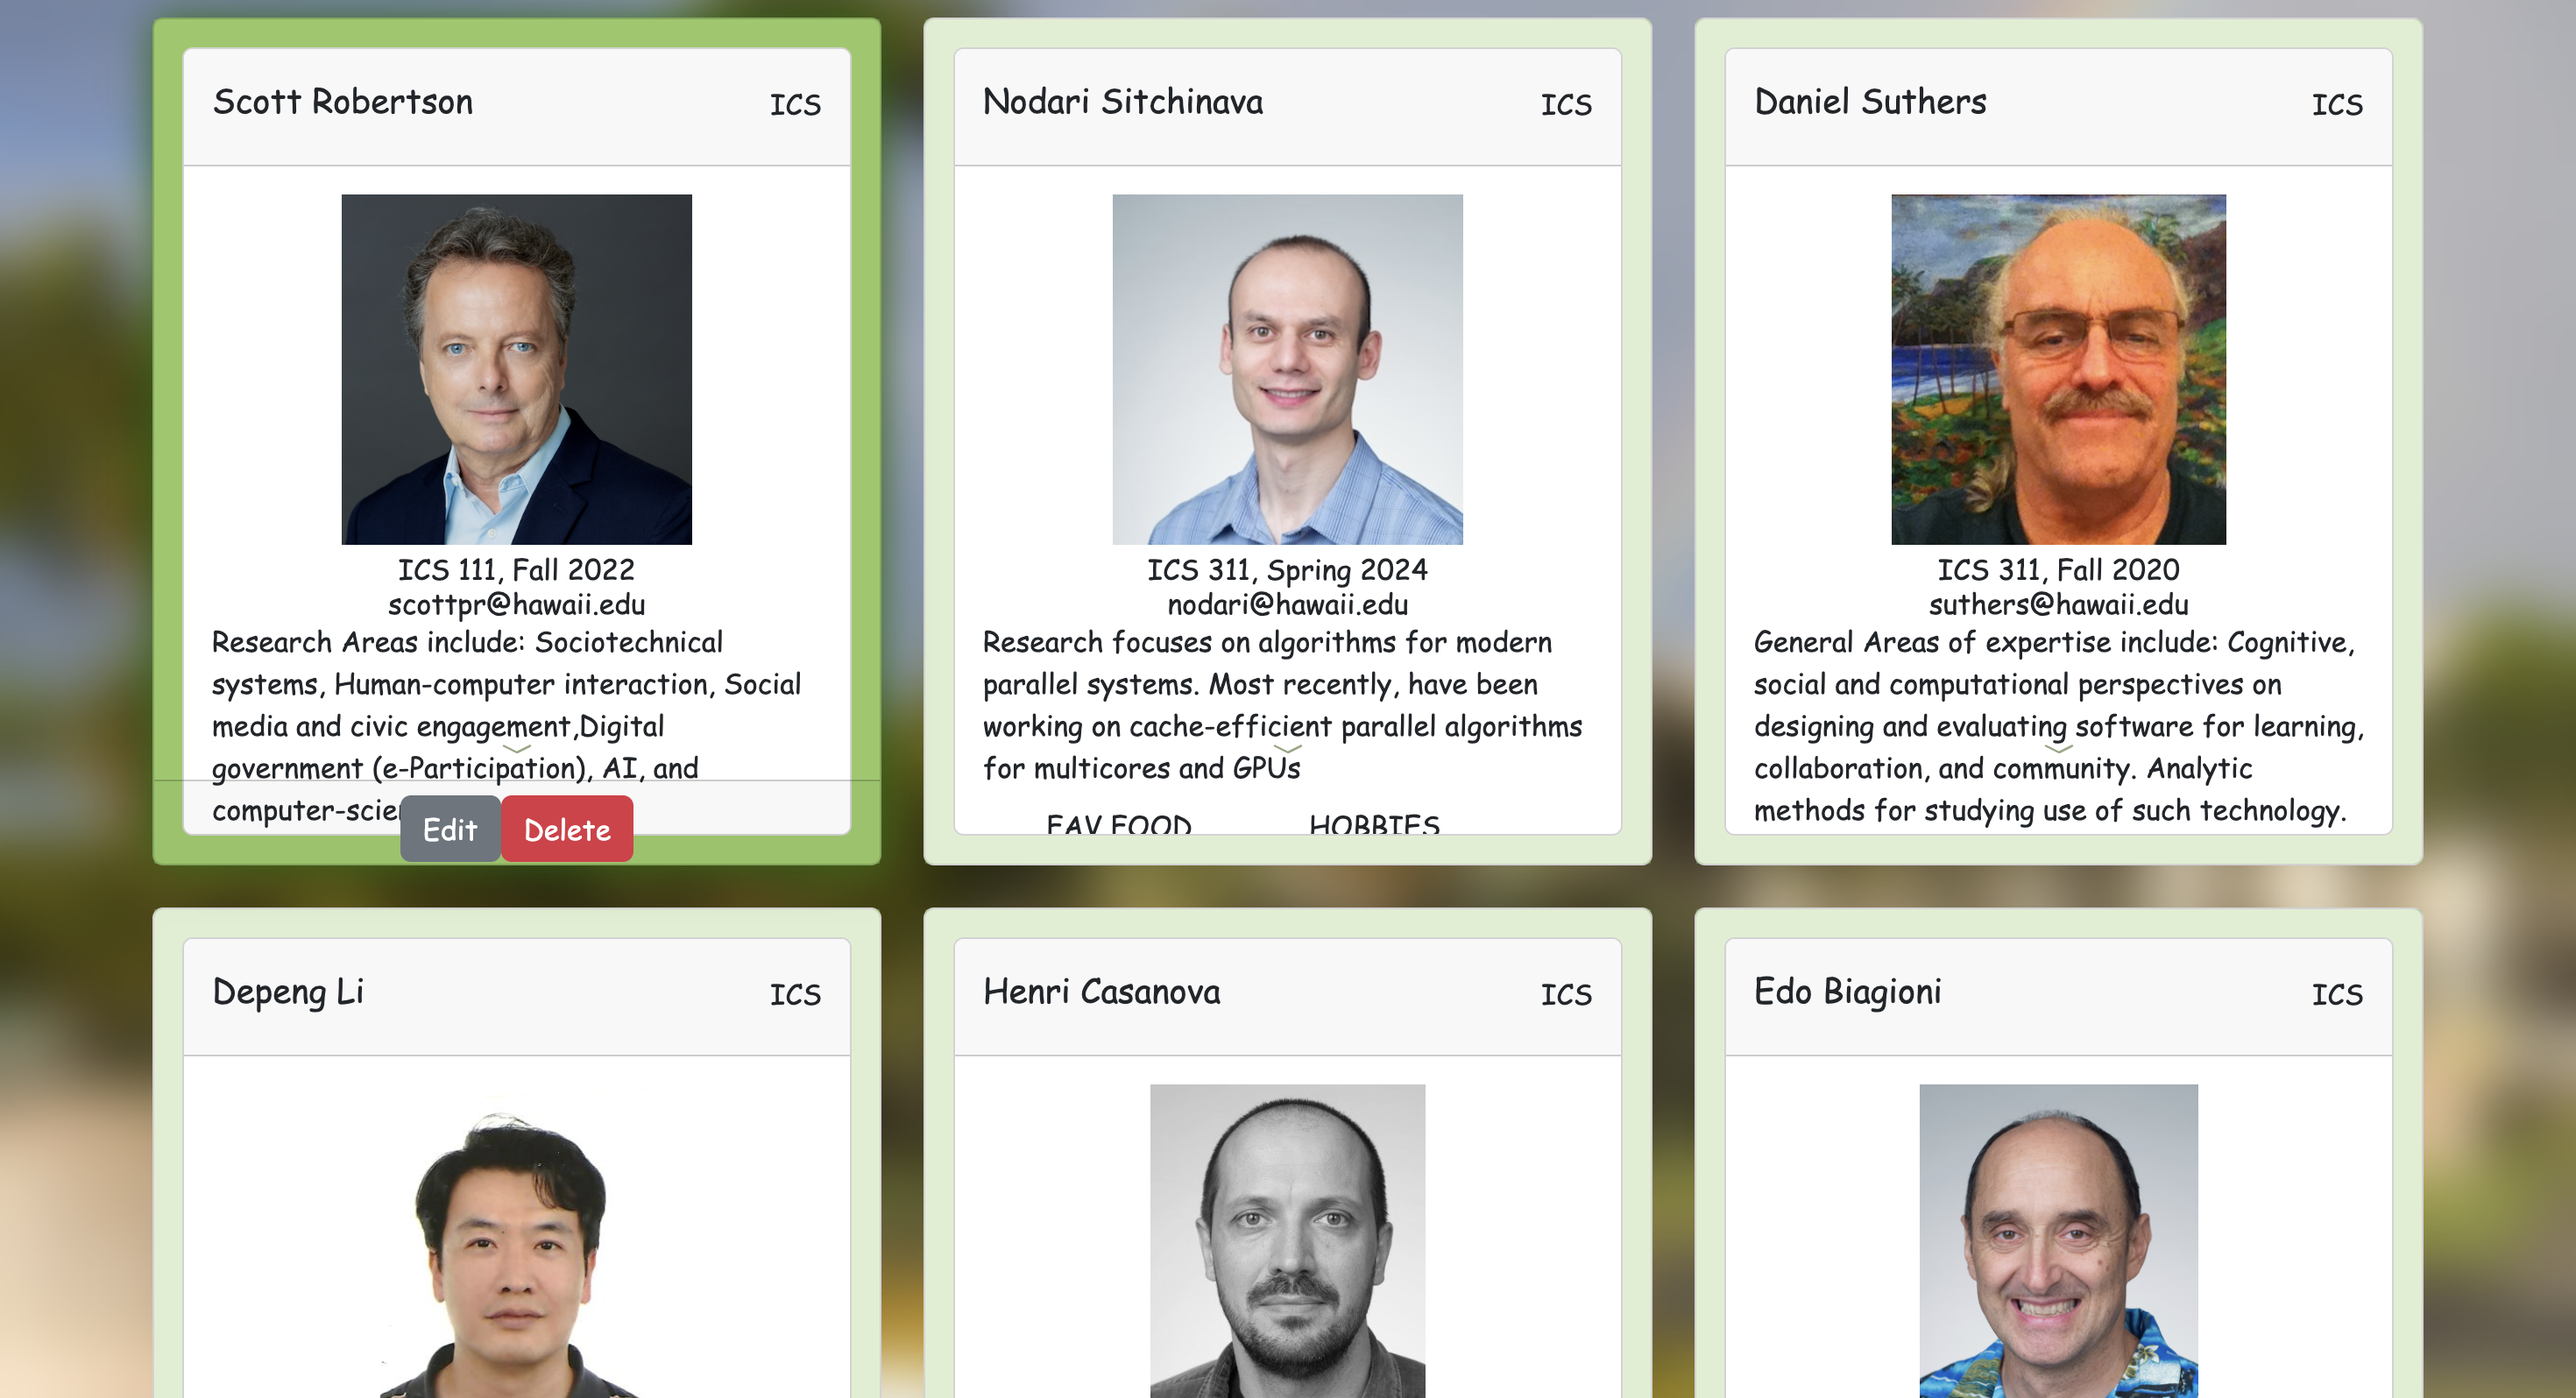 Scott Robertson
ICS
ICS 111, Fall 2022
scottpr@hawaii.edu
Research Areas include: Sociotechnical
systems, Human-computer interaction, Social
media and civic engagement,Digital
government (e-Participation), AI, and
Edit
Delete
Nodari Sitchinava
ICS
ICS 311, Spring 2024
nodari@hawaii.edu
Research focuses on algorithms for modern
parallel systems. Most recently, have been
working on cache-efficient parallel algorithms
for multicores and GPUs
FAV FOOD
HOBBIES
Daniel Suthers
ICS
ICS 311, Fall 2020
suthers@hawaii.edu
General Areas of expertise include: Cognitive,
social and computational perspectives on
designing and evaluating software for learning,
collaboration, and community. Analytic
methods for studying use of such technology.
Depeng Li
ICS
Henri Casanova
ICS
Edo Biagioni
ICS